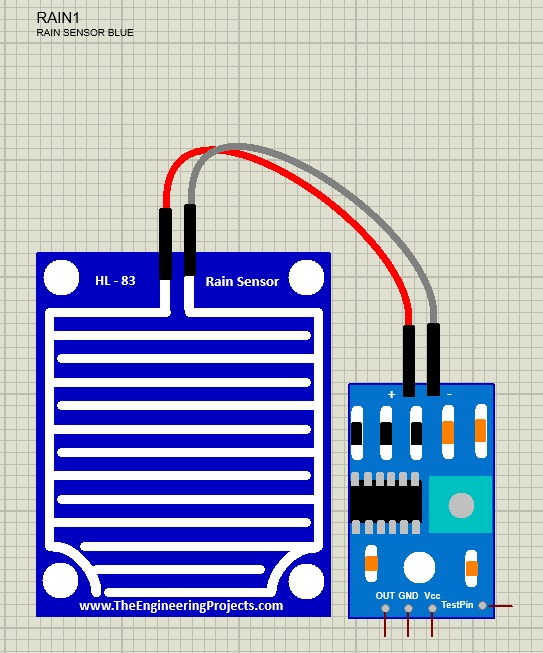 RAIN1
RAIN SENSOR BLUE
HL - 83 Rain Sensor
www.TheEngineeringProjects.com
+ -
OUT GND Vcc TestPin